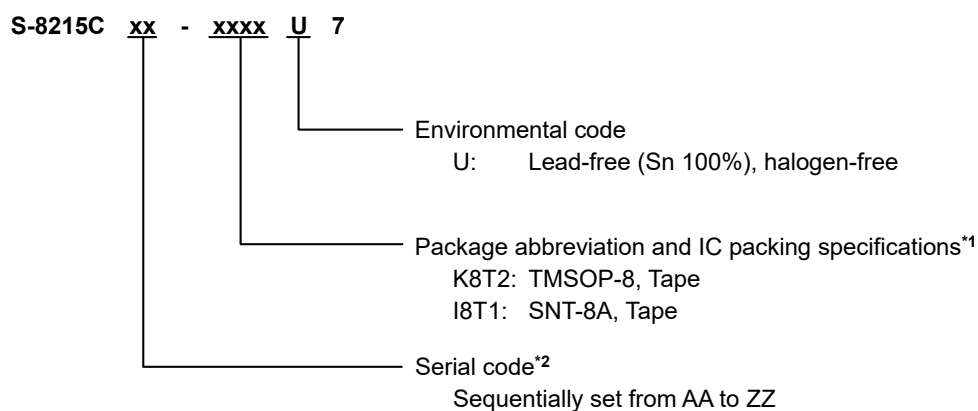 S-8215C xx - xxxx U 7
Environmental code
U: Lead-free (Sn 100%), halogen-free
Package abbreviation and IC packing specifications*1
K8T2: TMSOP-8, Tape
I8T1: SNT-8A, Tape
Serial code*2
Sequentially set from AA to ZZ